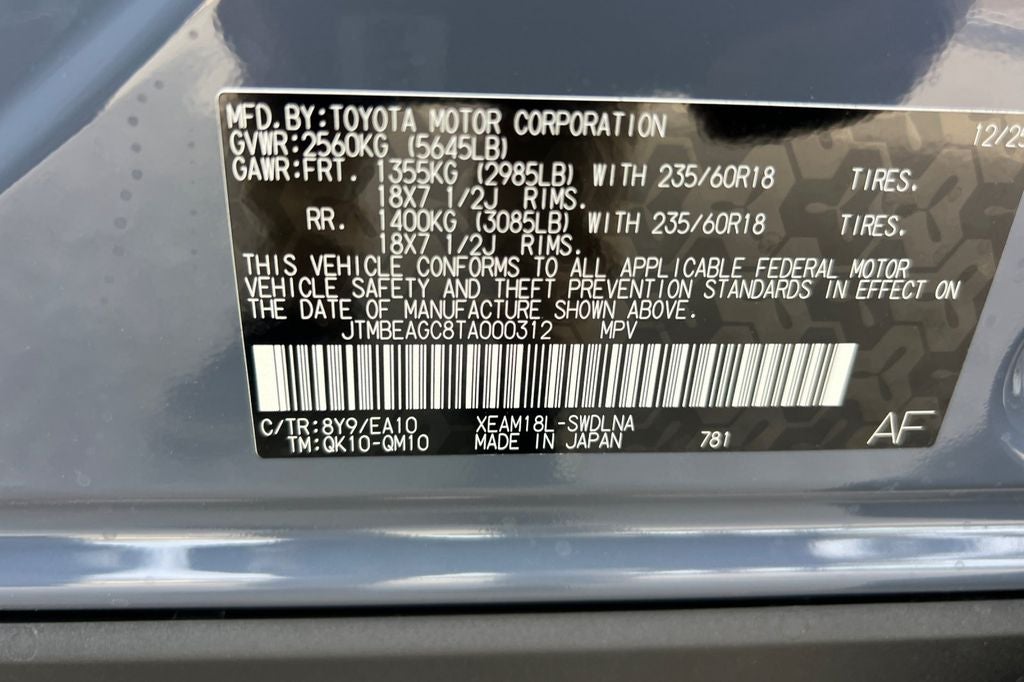 MFD.BY:TOYOTA MOTOR CORPORATION 12/25
GVWR:2560KG (5645LB)
GAWR:FRT. 1355KG (2985LB) WITH 235/60R18 TIRES.
18X7 1/2J RIMS.
RR. 1400KG (3085LB) WITH 235/60R18 TIRES.
18X7 1/2J RIMS.
THIS VEHICLE CONFORMS TO ALL APPLICABLE FEDERAL MOTOR
VEHICLE SAFETY AND THEFT PREVENTION STANDARDS IN EFFECT ON
THE DATE OF MANUFACTURE SHOWN ABOVE.
JTMBEAGC8TA000312 MPV
C/TR:8Y9/EA10 XEAM18L-SWDLNA
TM:QK10-QM10 MADE IN JAPAN 781 AF